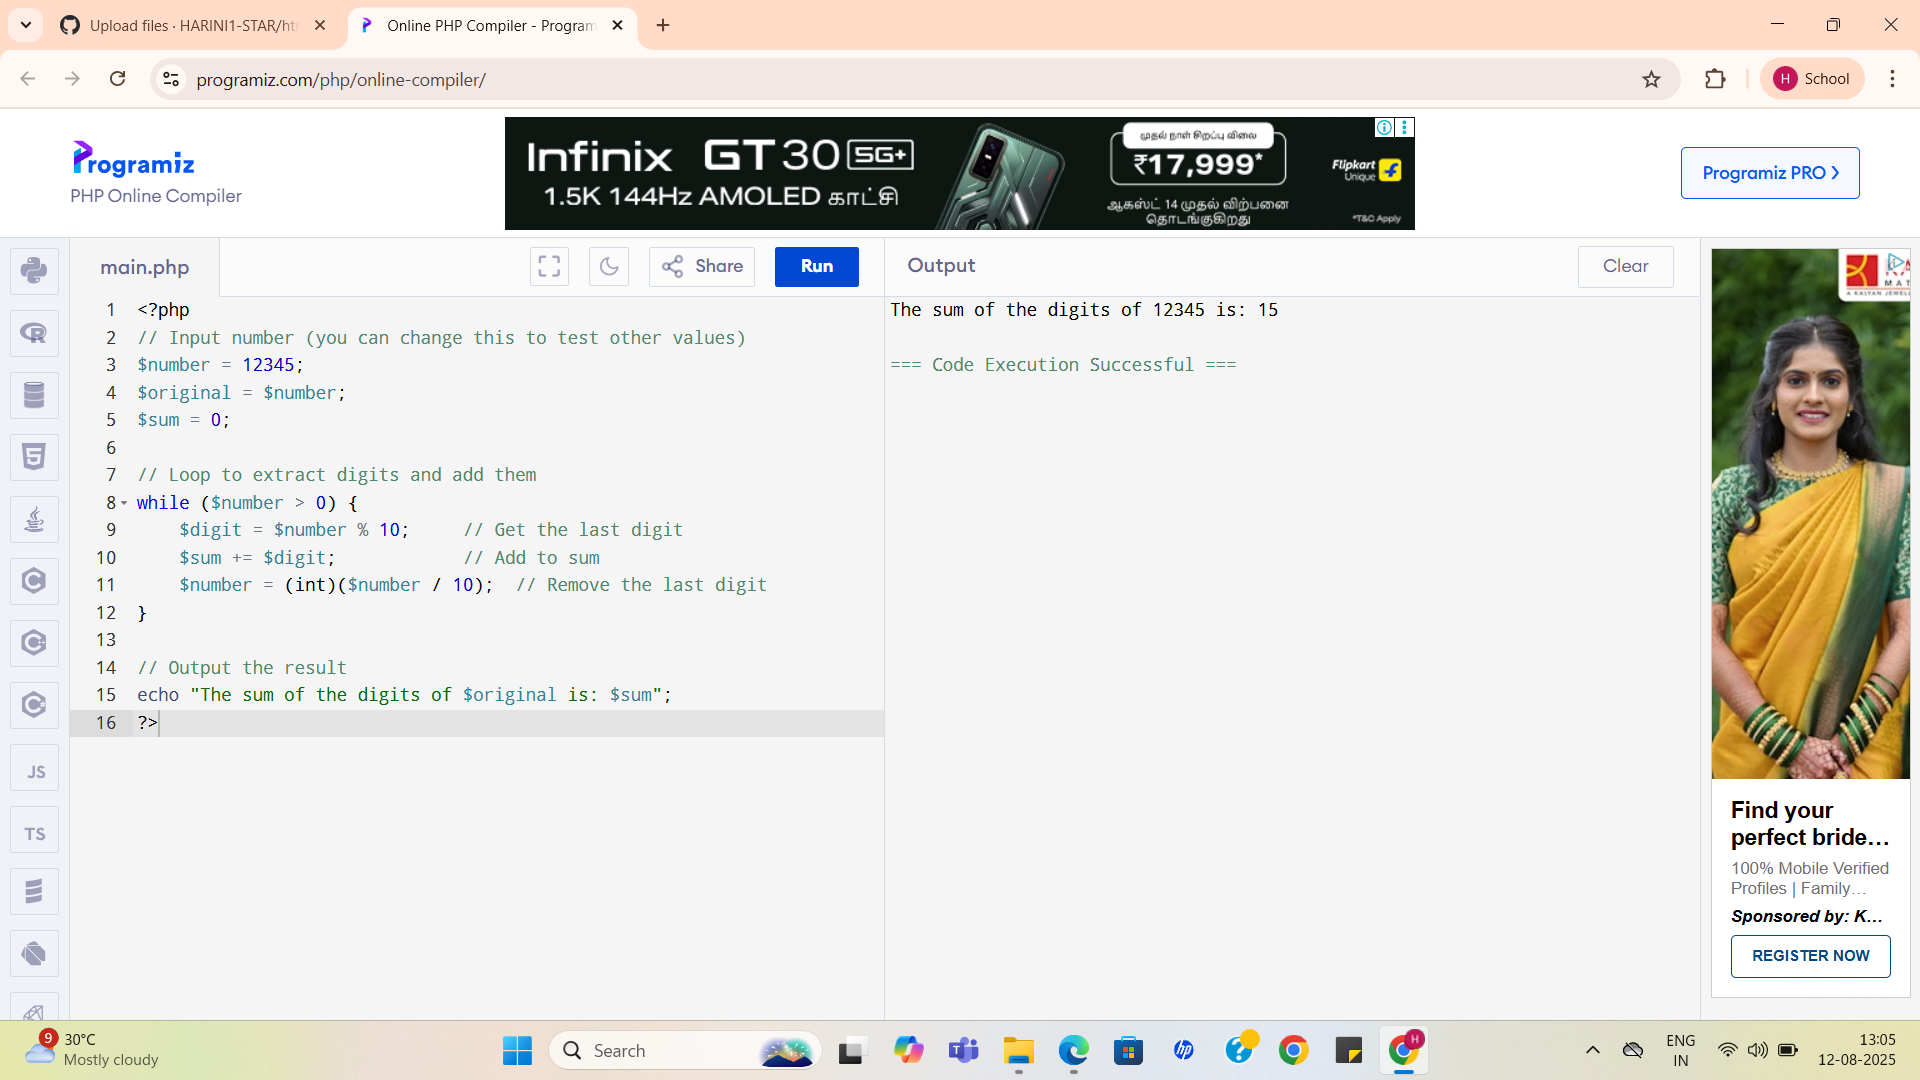 Upload files · HARINI1-STAR/ht
Online PHP Compiler - Program
programiz.com/php/online-compiler/
H School
Programiz
PHP Online Compiler
Infinix GT 30 5G+
1.5K 144Hz AMOLED காட்சி
முதல் நாள் சிறப்பு விலை
₹17,999*
ஆகஸ்ட் 14 முதல் விற்பனை
தொடங்குகிறது
Flipkart
Unique
*T&C Apply
Programiz PRO ❯
main.php
Share
Run
Output
Clear
1 <?php
2 // Input number (you can change this to test other values)
3 $number = 12345;
4 $original = $number;
5 $sum = 0;
6
7 // Loop to extract digits and add them
8 while ($number > 0) {
9 $digit = $number % 10; // Get the last digit
10 $sum += $digit; // Add to sum
11 $number = (int)($number / 10); // Remove the last digit
12 }
13
14 // Output the result
15 echo "The sum of the digits of $original is: $sum";
16 ?>
The sum of the digits of 12345 is: 15
=== Code Execution Successful ===
JS
TS
MAT
A KALYAN JEWEL
Find your
perfect bride...
100% Mobile Verified
Profiles | Family...
Sponsored by: K...
REGISTER NOW
9
30°C
Mostly cloudy
Search
hp
H
ENG
IN
13:05
12-08-2025